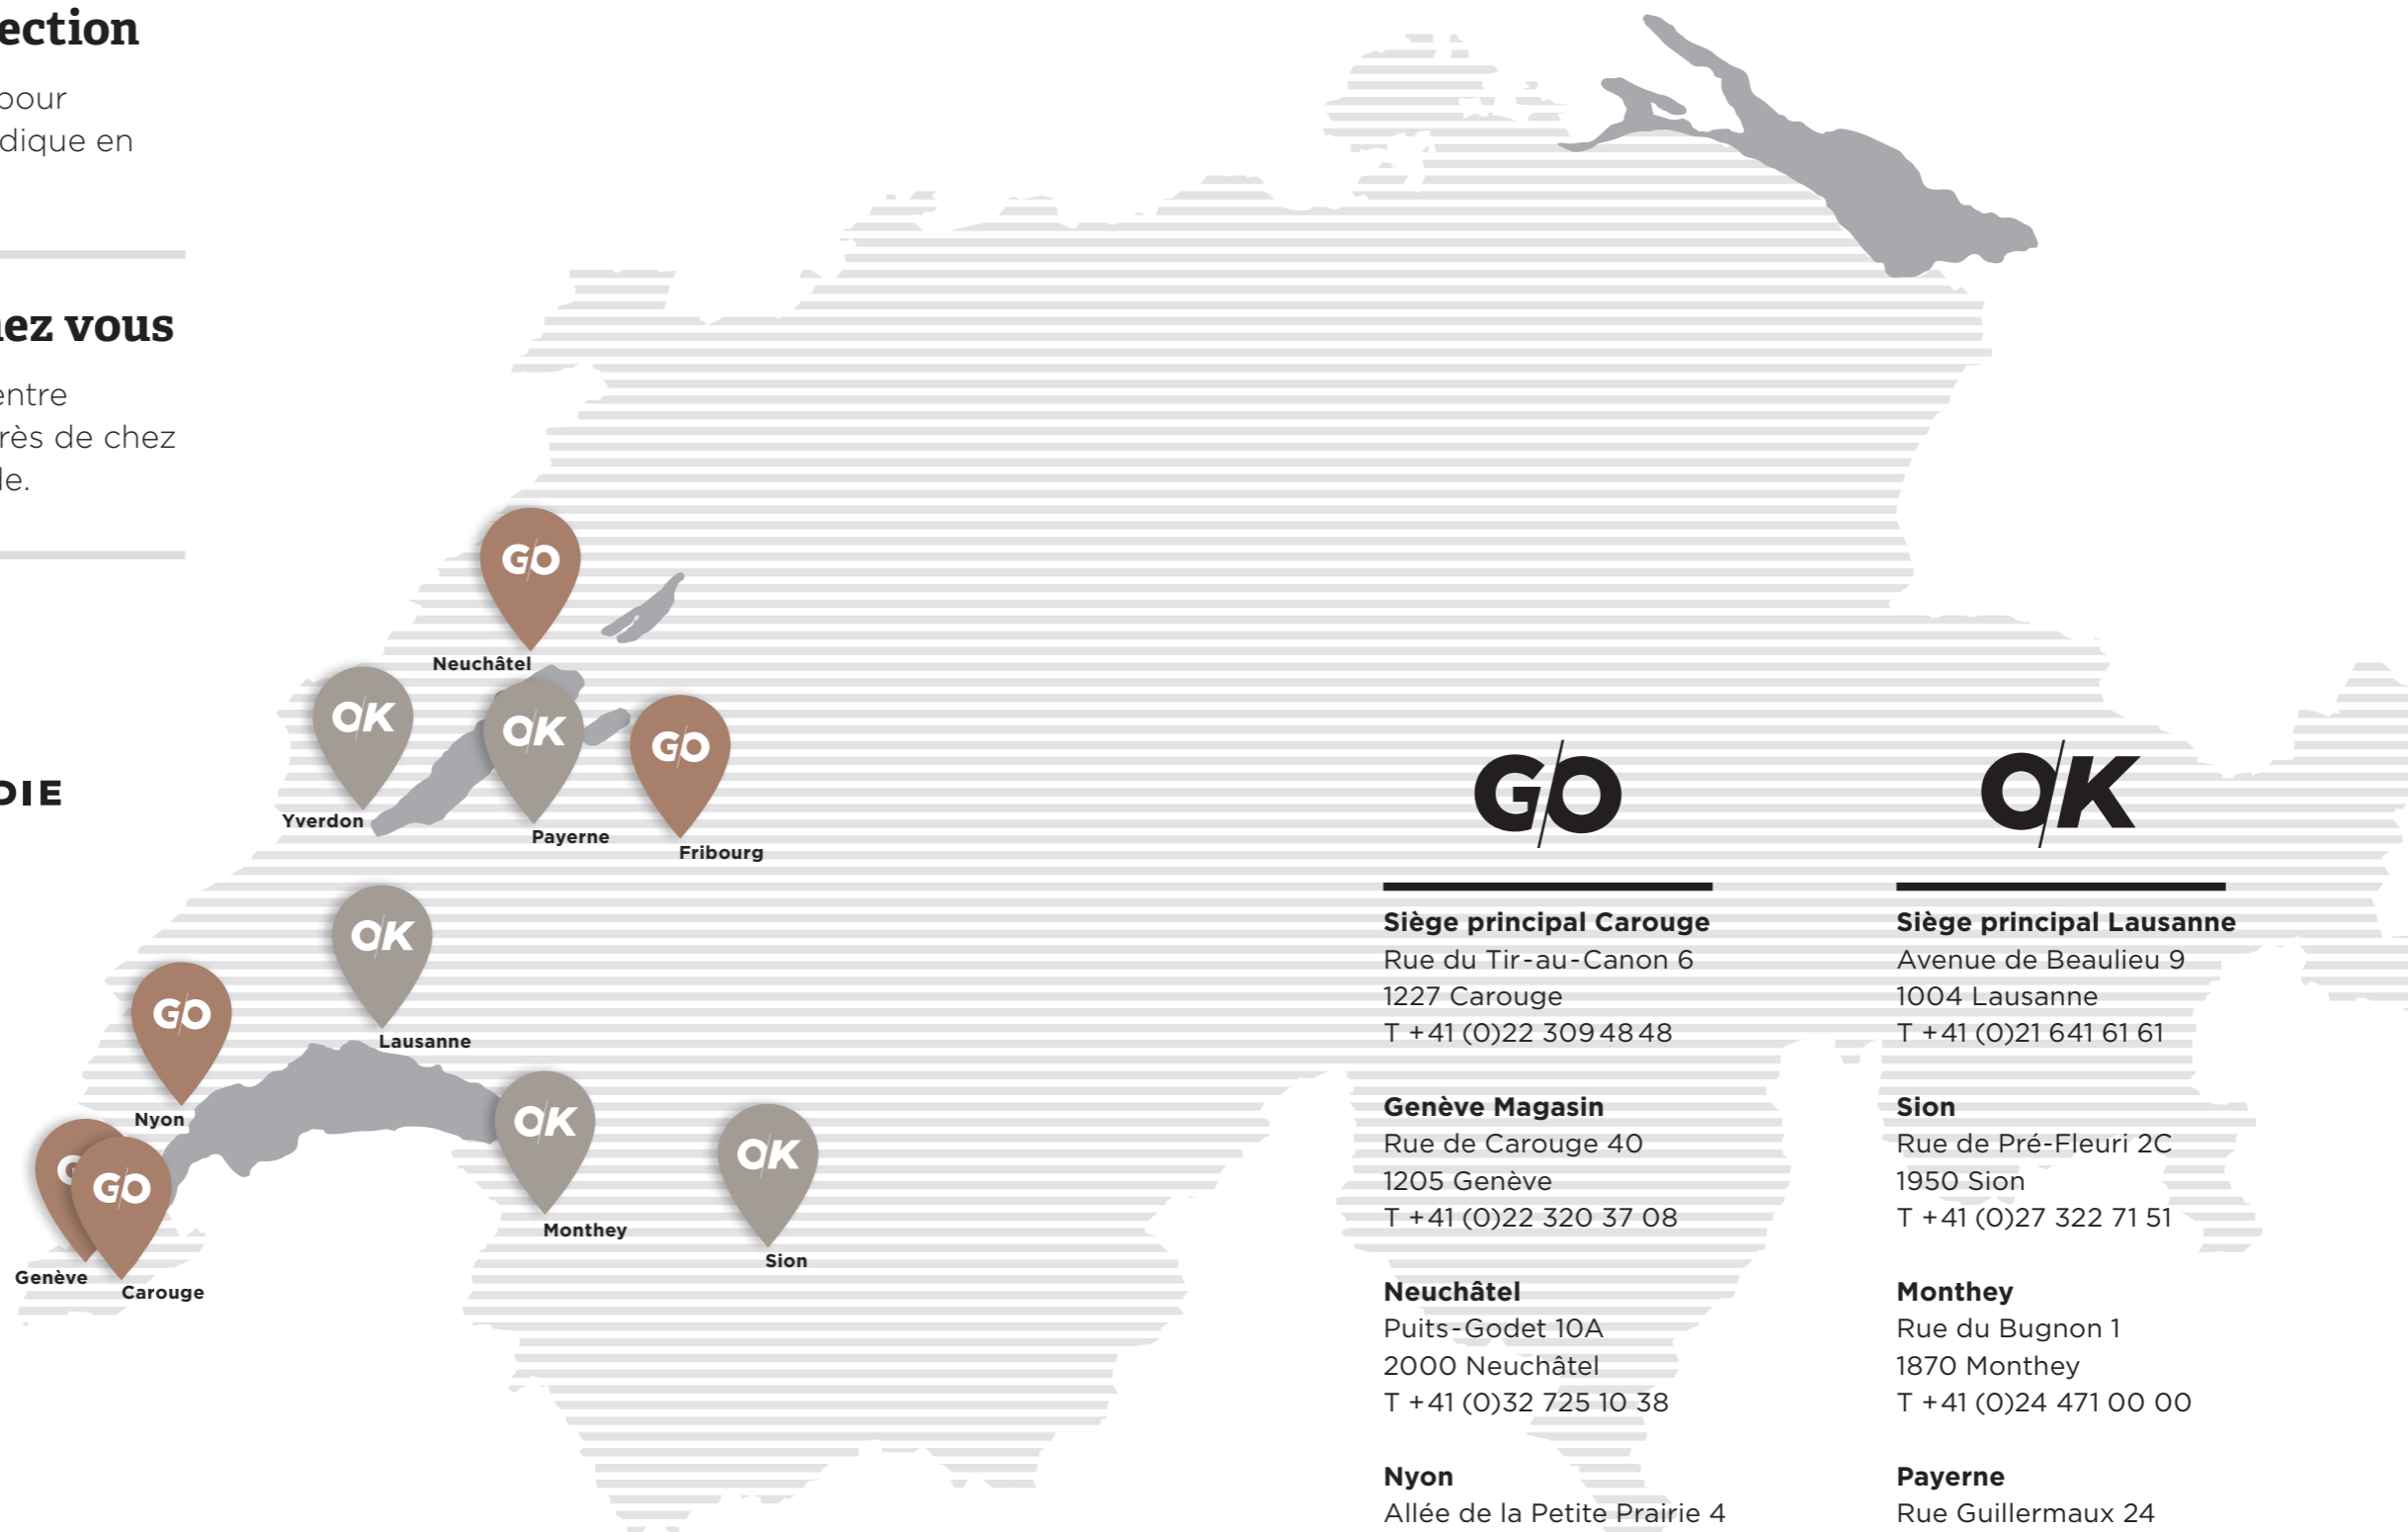 ection
pour
dique en
ez vous
entre
rès de chez
le.
DIE
GO
Neuchâtel
OK
Yverdon
OK
Payerne
GO
Fribourg
OK
Lausanne
GO
Nyon
G
Genève
GO
Carouge
OK
Monthey
OK
Sion
GO
Siège principal Carouge
Rue du Tir-au-Canon 6
1227 Carouge
T +41 (0)22 309 48 48
Genève Magasin
Rue de Carouge 40
1205 Genève
T +41 (0)22 320 37 08
Neuchâtel
Puits-Godet 10A
2000 Neuchâtel
T +41 (0)32 725 10 38
Nyon
Allée de la Petite Prairie 4
OK
Siège principal Lausanne
Avenue de Beaulieu 9
1004 Lausanne
T +41 (0)21 641 61 61
Sion
Rue de Pré-Fleuri 2C
1950 Sion
T +41 (0)27 322 71 51
Monthey
Rue du Bugnon 1
1870 Monthey
T +41 (0)24 471 00 00
Payerne
Rue Guillermaux 24